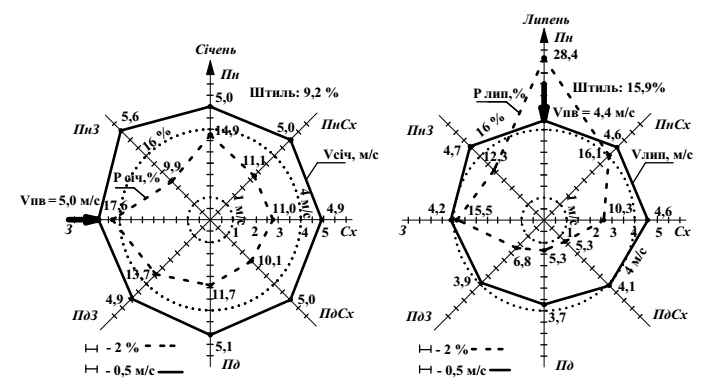 Січень
Пн
5,0
Штиль: 9,2 %
5,6
ПнЗ
16 %
14,9
5,0
ПнСх
9,9
11,1
Vсіч, м/с
Р січ,%
Vпв = 5,0 м/с
17,6
1 м/с
4 м/с
11,0
4,9
З
1
2
3
4
5
Сх
13,7
10,1
4,9
11,7
5,0
ПдЗ
ПдСх
5,1
Пд
- 2 %
- 0,5 м/с
Липень
Пн
28,4
Р лип,%
Штиль: 15,9%
16 %
Vпв = 4,4 м/с
ПнЗ
ПнСх
4,7
4,6
12,3
16,1
Vлип, м/с
4,2
15,5
1 м/с
10,3
4,6
З
1
2
3
4
5
Сх
6,8
5,3
5,3
4 м/с
3,9
4,1
3,7
ПдЗ
ПдСх
Пд
- 2 %
- 0,5 м/с